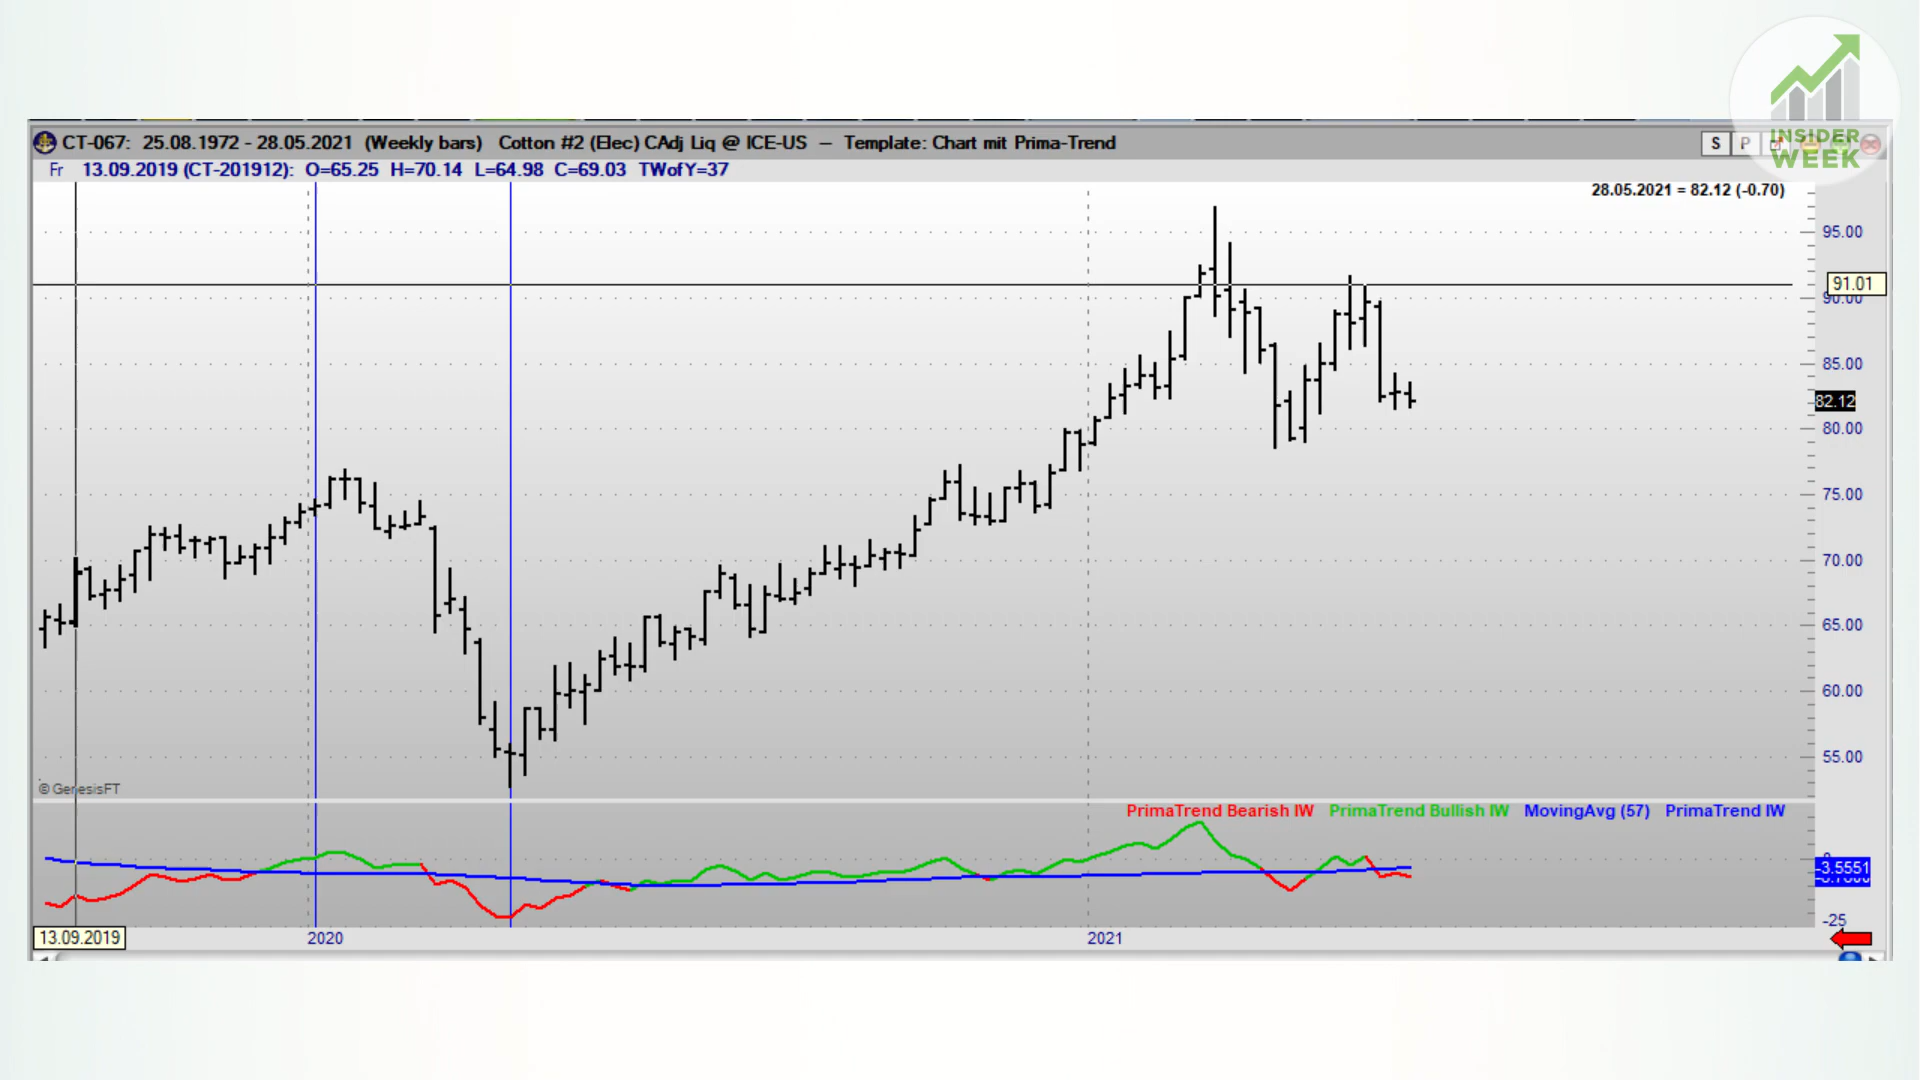 INSIDER
WEEK
CT-067: 25.08.1972 - 28.05.2021 (Weekly bars) Cotton #2 (Elec) CAdj Liq @ ICE-US – Template: Chart mit Prima-Trend
S P
Fr 13.09.2019 (CT-201912): O=65.25 H=70.14 L=64.98 C=69.03 TWofY=37
28.05.2021 = 82.12 (-0.70)
95.00
91.01
90.00
85.00
82.12
80.00
75.00
70.00
65.00
60.00
55.00
© GenesisFT
PrimaTrend Bearish IW PrimaTrend Bullish IW MovingAvg (57) PrimaTrend IW
-3.5551
-25
13.09.2019 2020 2021